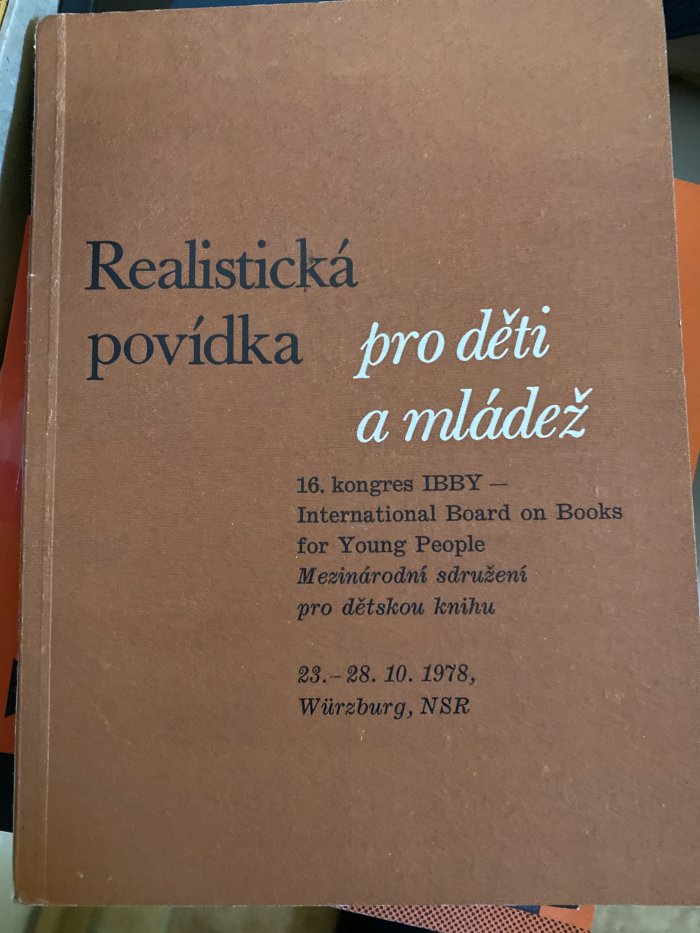 Realistická
povídka
pro děti
a mládež
16. kongres IBBY —
International Board on Books
for Young People
Mezinárodní sdružení
pro dětskou knihu
23.– 28. 10. 1978,
Würzburg, NSR